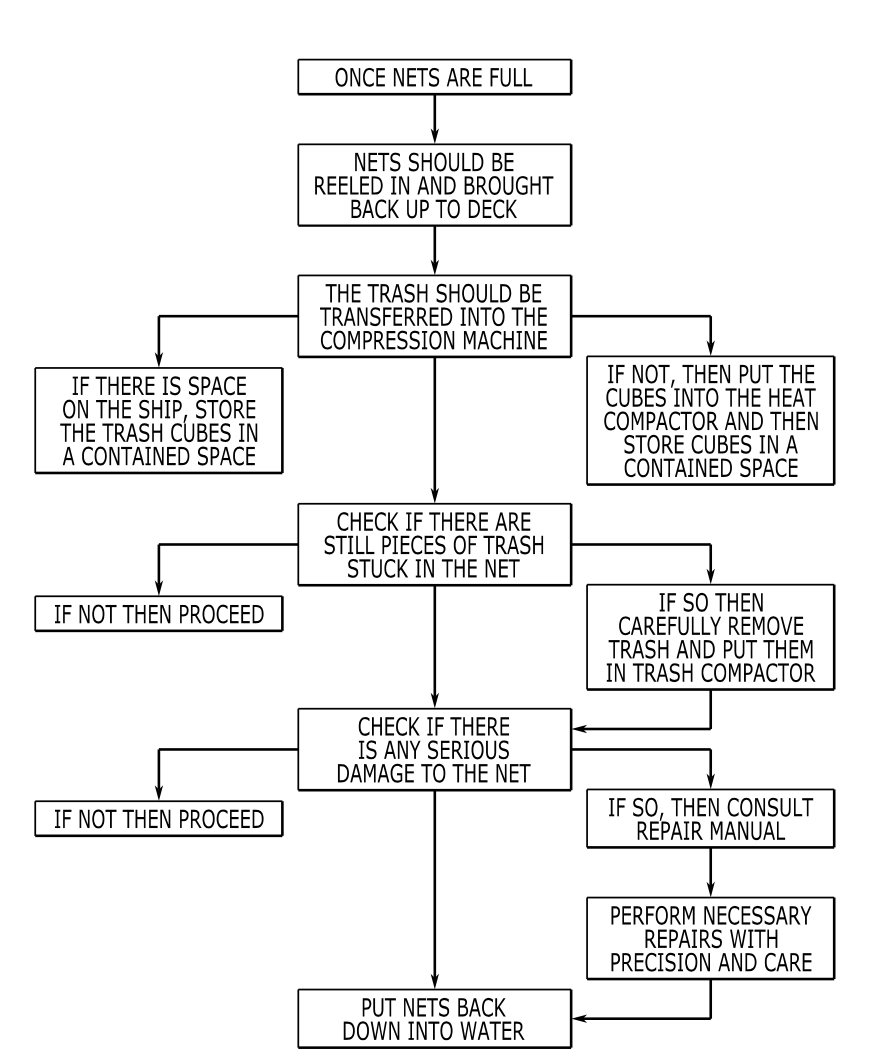 ONCE NETS ARE FULL
NETS SHOULD BE
REELED IN AND BROUGHT
BACK UP TO DECK
THE TRASH SHOULD BE
TRANSFERRED INTO THE
COMPRESSION MACHINE
IF THERE IS SPACE
ON THE SHIP, STORE
THE TRASH CUBES IN
A CONTAINED SPACE
IF NOT, THEN PUT THE
CUBES INTO THE HEAT
COMPACTOR AND THEN
STORE CUBES IN A
CONTAINED SPACE
CHECK IF THERE ARE
STILL PIECES OF TRASH
STUCK IN THE NET
IF NOT THEN PROCEED
IF SO THEN
CAREFULLY REMOVE
TRASH AND PUT THEM
IN TRASH COMPACTOR
CHECK IF THERE
IS ANY SERIOUS
DAMAGE TO THE NET
IF NOT THEN PROCEED
IF SO, THEN CONSULT
REPAIR MANUAL
PERFORM NECESSARY
REPAIRS WITH
PRECISION AND CARE
PUT NETS BACK
DOWN INTO WATER